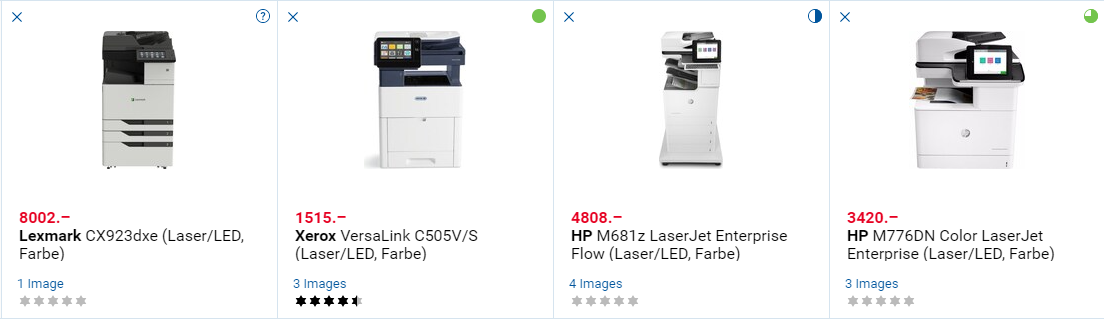 8002.–
Lexmark CX923dxe (Laser/LED,
Farbe)
1 Image
1515.–
Xerox VersaLink C505V/S
(Laser/LED, Farbe)
3 Images
4808.–
HP M681z LaserJet Enterprise
Flow (Laser/LED, Farbe)
4 Images
3420.–
HP M776DN Color LaserJet
Enterprise (Laser/LED, Farbe)
3 Images